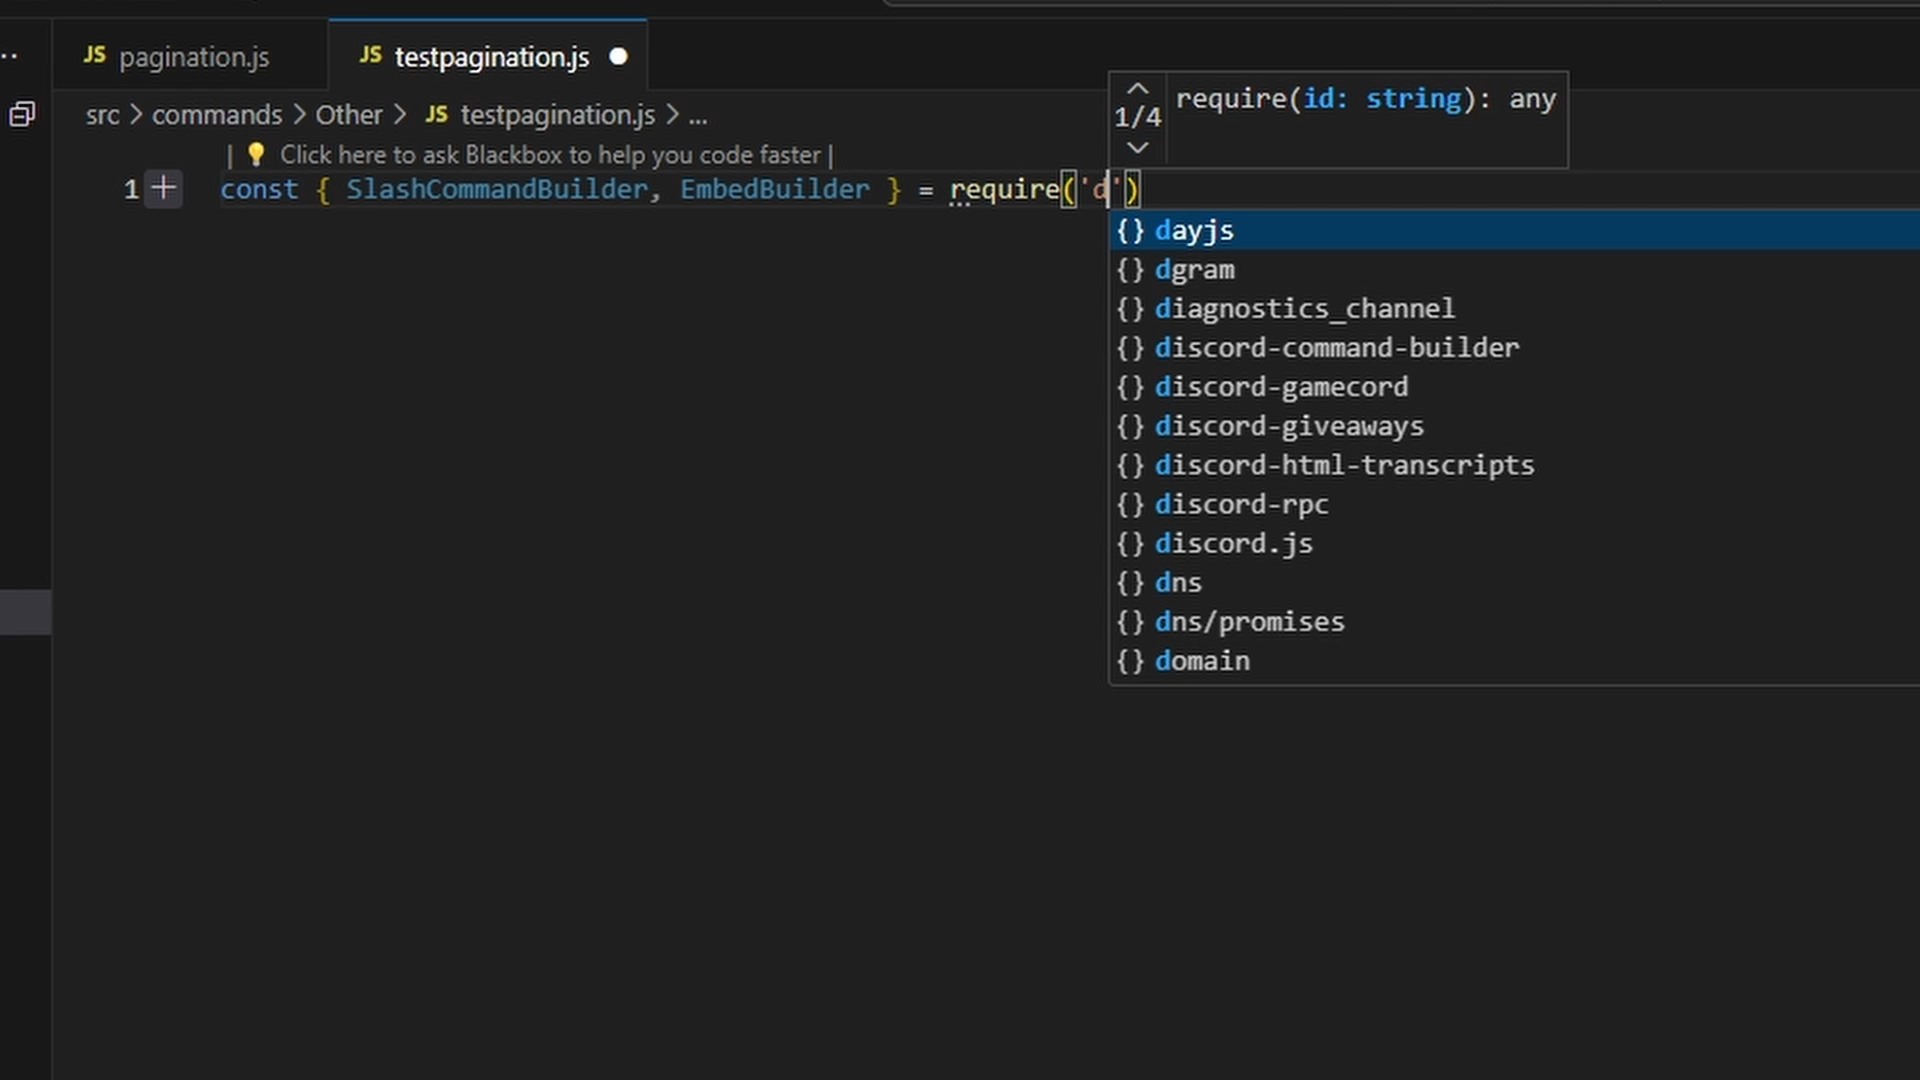 JS pagination.js
JS testpagination.js
src > commands > Other > JS testpagination.js > ...
| 💡 Click here to ask Blackbox to help you code faster |
1 + const { SlashCommandBuilder, EmbedBuilder } = require('d')
1/4
require(id: string): any
{} dayjs
{} dgram
{} diagnostics_channel
{} discord-command-builder
{} discord-gamecord
{} discord-giveaways
{} discord-html-transcripts
{} discord-rpc
{} discord.js
{} dns
{} dns/promises
{} domain